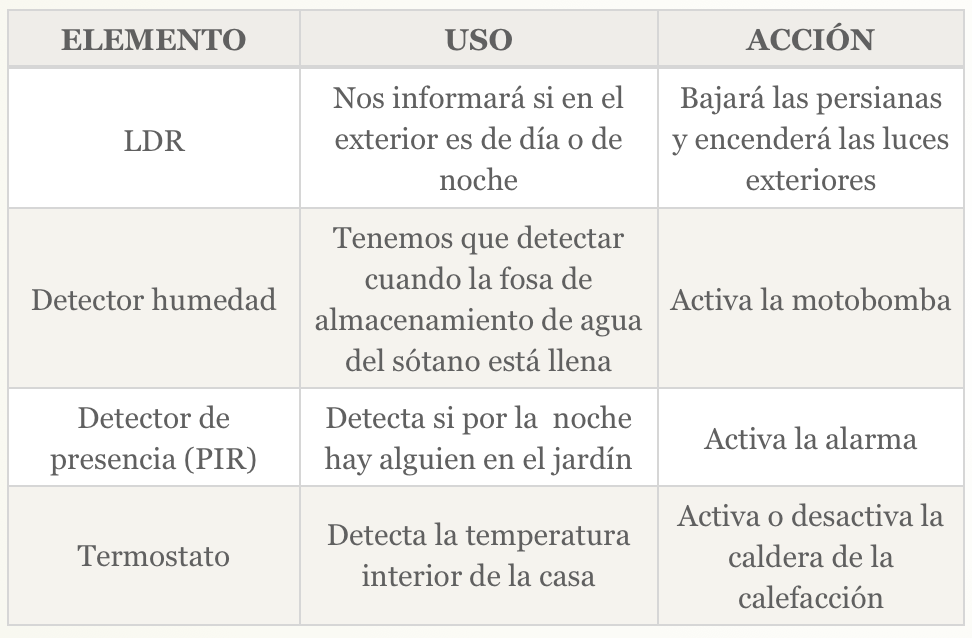 ELEMENTO USO ACCIÓN
LDR
Nos informará si en el
exterior es de día o de
noche
Bajará las persianas
y encenderá las luces
exteriores
Detector humedad
Tenemos que detectar
cuando la fosa de
almacenamiento de agua
del sótano está llena
Activa la motobomba
Detector de
presencia (PIR)
Detecta si por la  noche
hay alguien en el jardín
Activa la alarma
Termostato
Detecta la temperatura
interior de la casa
Activa o desactiva la
caldera de la
calefacción